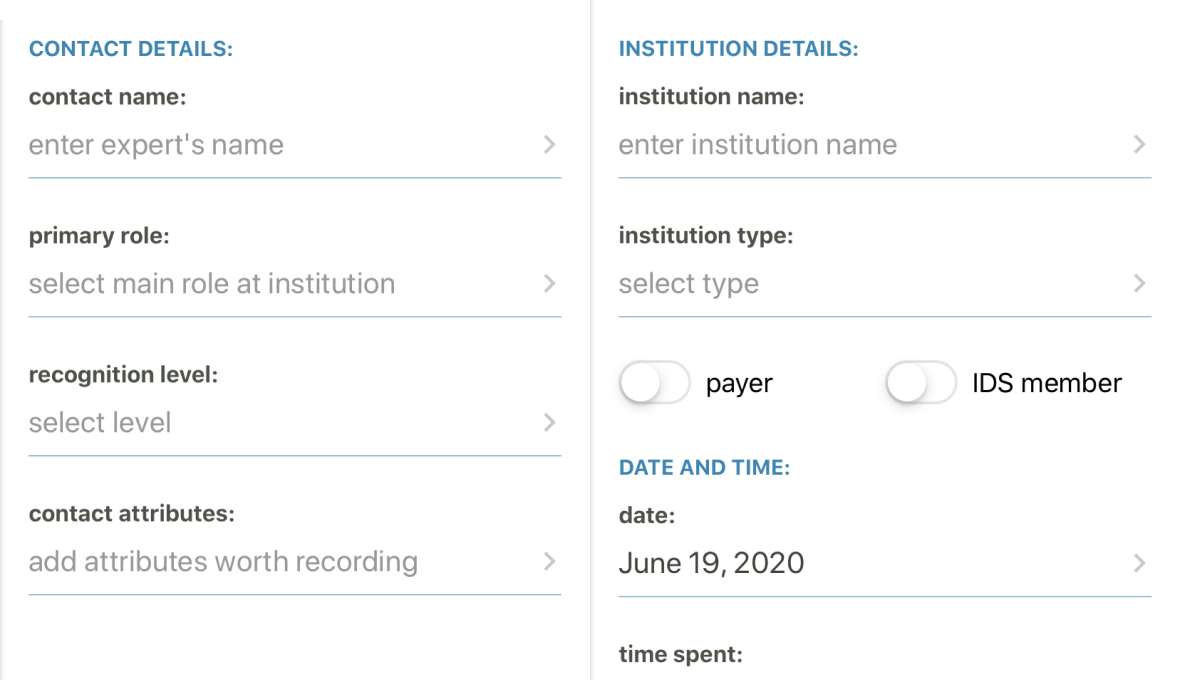 CONTACT DETAILS:
contact name:
enter expert's name
primary role:
select main role at institution
recognition level:
select level
contact attributes:
add attributes worth recording
INSTITUTION DETAILS:
institution name:
enter institution name
institution type:
select type
payer IDS member
DATE AND TIME:
date:
June 19, 2020
time spent: